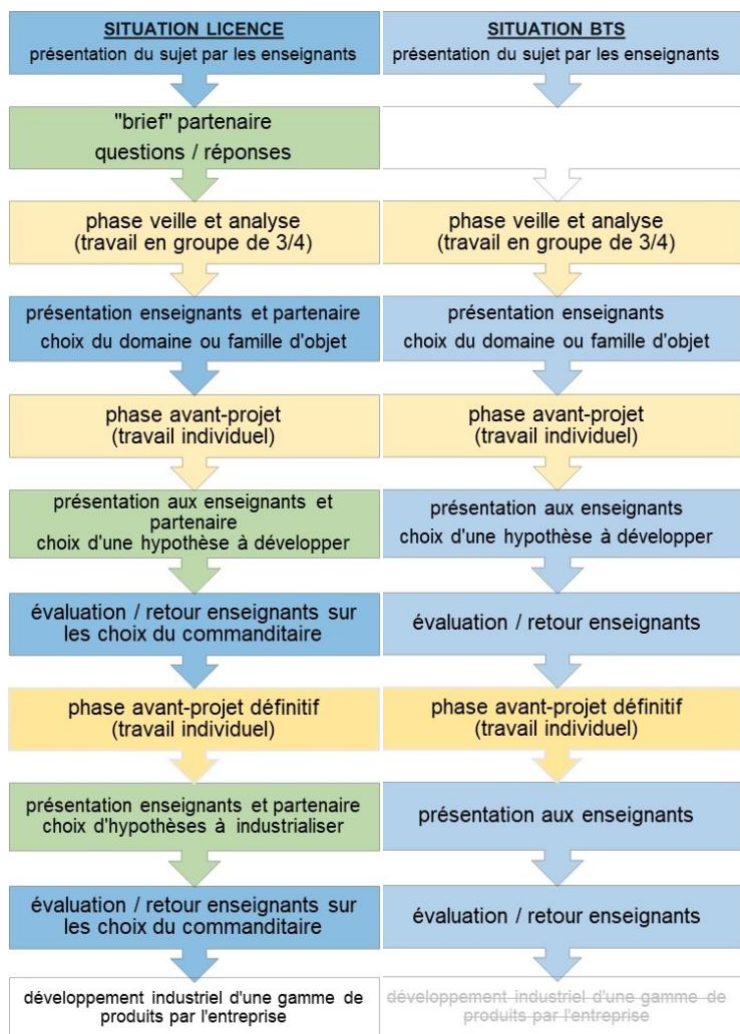 SITUATION LICENCE
présentation du sujet par les enseignants
"brief" partenaire
questions / réponses
phase veille et analyse
(travail en groupe de 3/4)
présentation enseignants et partenaire
choix du domaine ou famille d'objet
phase avant-projet
(travail individuel)
présentation aux enseignants et
partenaire
choix d'une hypothèse à développer
évaluation / retour enseignants sur
les choix du commanditaire
phase avant-projet définitif
(travail individuel)
présentation enseignants et partenaire
choix d'hypothèses à industrialiser
évaluation / retour enseignants sur
les choix du commanditaire
développement industriel d'une gamme de
produits par l'entreprise
SITUATION BTS
présentation du sujet par les enseignants
phase veille et analyse
(travail en groupe de 3/4)
présentation enseignants
choix du domaine ou famille d'objet
phase avant-projet
(travail individuel)
présentation aux enseignants
choix d'une hypothèse à développer
évaluation / retour enseignants
phase avant-projet définitif
(travail individuel)
présentation aux enseignants
évaluation / retour enseignants
développement industriel d'une gamme de
produits par l'entreprise